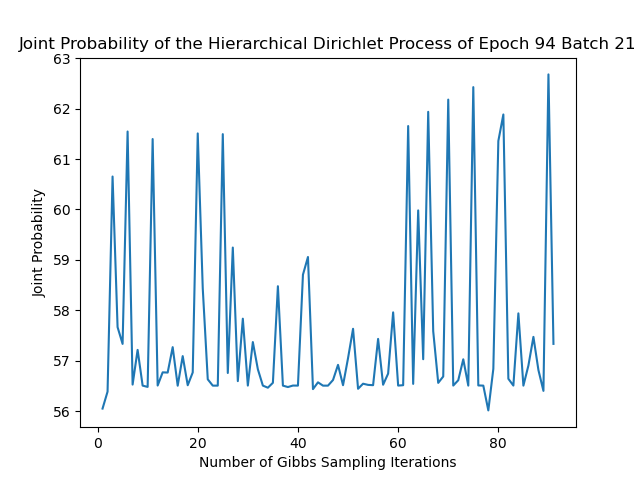 Joint Probability of the Hierarchical Dirichlet Process of Epoch 94 Batch 21
63
62
61
60
59
58
57
56
Joint Probability
0 20 40 60 80
Number of Gibbs Sampling Iterations